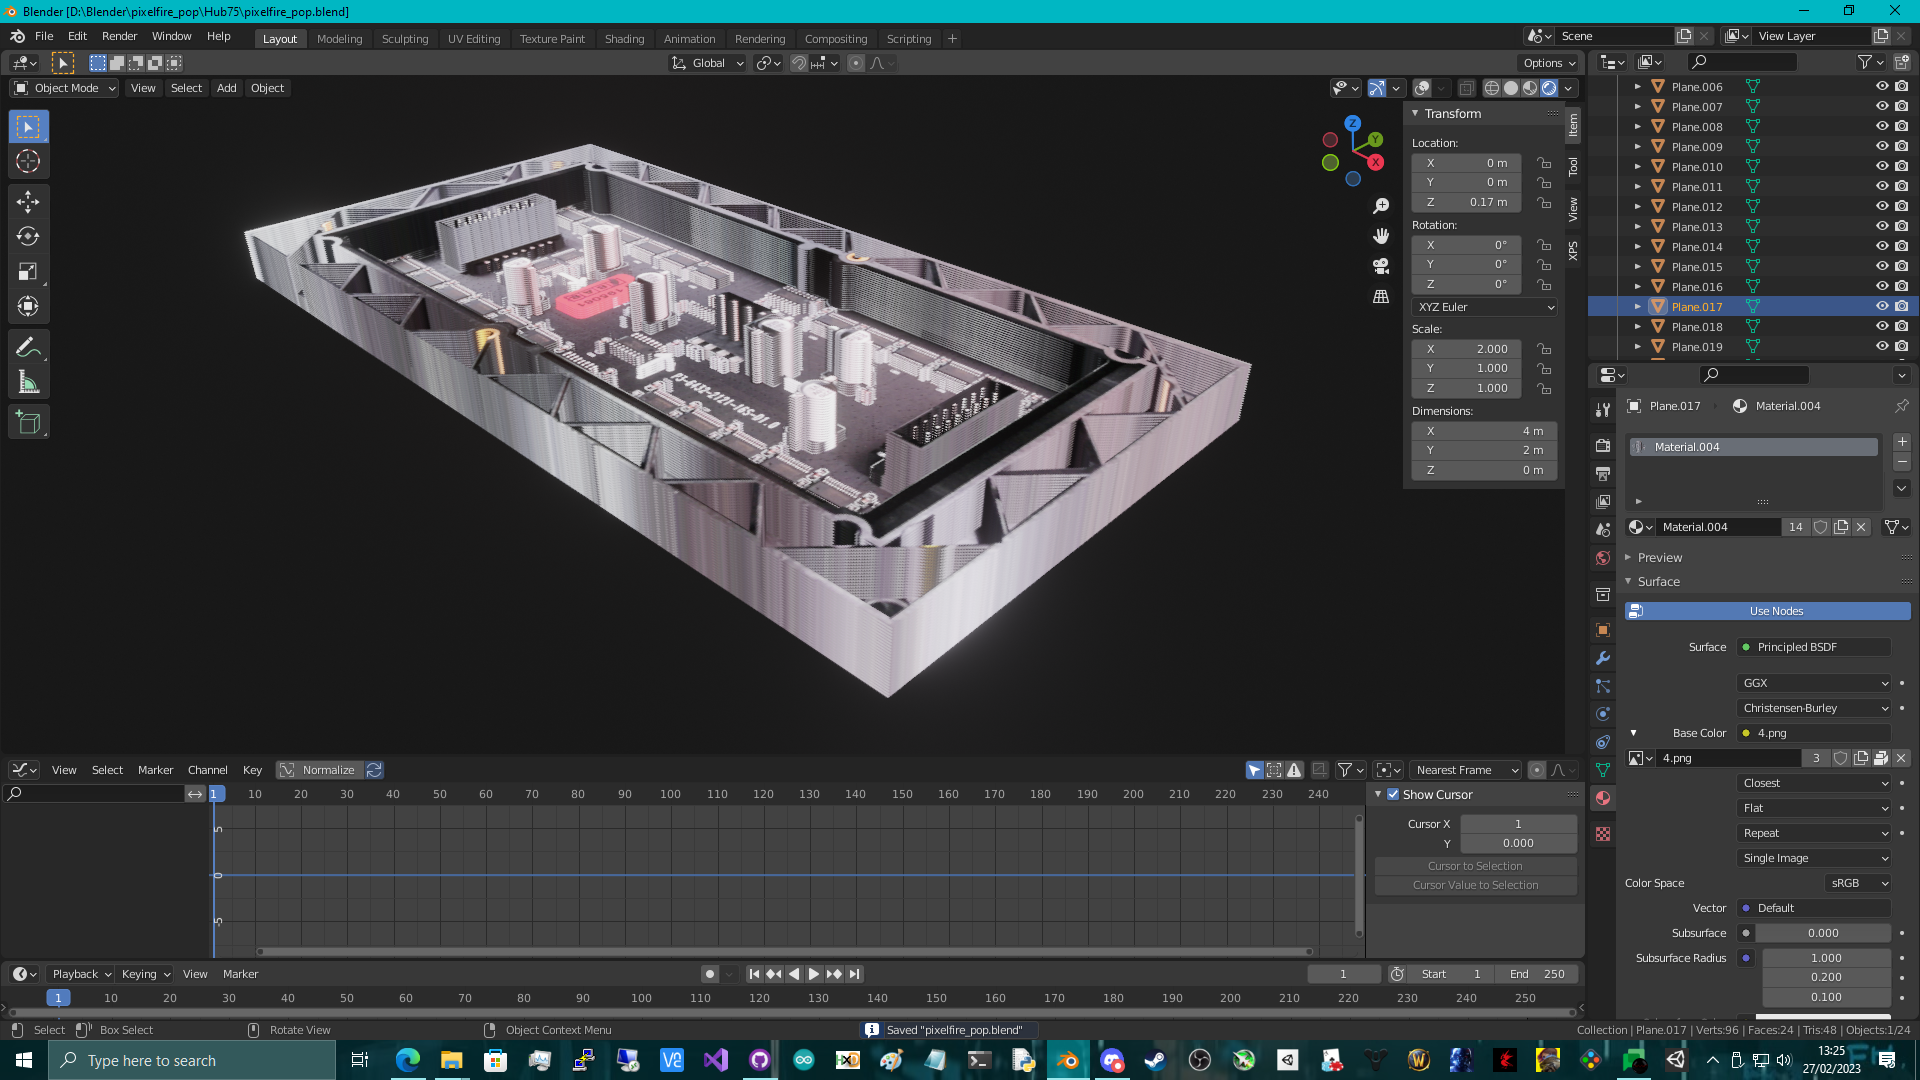 Blender [D:\Blender\pixelfire_pop\Hub75\pixelfire_pop.blend]
File Edit Render Window Help Layout Modeling Sculpting UV Editing Texture Paint Shading Animation Rendering Compositing Scripting + Scene View Layer
Global Options
Object Mode View Select Add Object
Transform
Location:
X 0 m
Y 0 m
Z 0.17 m
Rotation:
X 0°
Y 0°
Z 0°
XYZ Euler
Scale:
X 2.000
Y 1.000
Z 1.000
Dimensions:
X 4 m
Y 2 m
Z 0 m
Item
Tool
View
XPS
Z
Y
X
P3-6432-2121-16S-D1.0
Plane.006
Plane.007
Plane.008
Plane.009
Plane.010
Plane.011
Plane.012
Plane.013
Plane.014
Plane.015
Plane.016
Plane.017
Plane.018
Plane.019
Plane.017 Material.004
Material.004
Material.004 14
Preview
Surface
Use Nodes
Surface Principled BSDF
GGX
Christensen-Burley
Base Color 4.png
4.png 3
Closest
Flat
Repeat
Single Image
Color Space sRGB
Vector Default
Subsurface 0.000
Subsurface Radius 1.000
0.200
0.100
View Select Marker Channel Key Normalize Nearest Frame
1 10 20 30 40 50 60 70 80 90 100 110 120 130 140 150 160 170 180 190 200 210 220 230 240
5
0
-5
Show Cursor
Cursor X 1
Y 0.000
Cursor to Selection
Cursor Value to Selection
Playback Keying View Marker 1 Start 1 End 250
1 10 20 30 40 50 60 70 80 90 100 110 120 130 140 150 160 170 180 190 200 210 220 230 240 250
Select Box Select Rotate View Object Context Menu Saved "pixelfire_pop.blend" Collection | Plane.017 | Verts:96 | Faces:24 | Tris:48 | Objects:1/24
Type here to search
13:25
27/02/2023